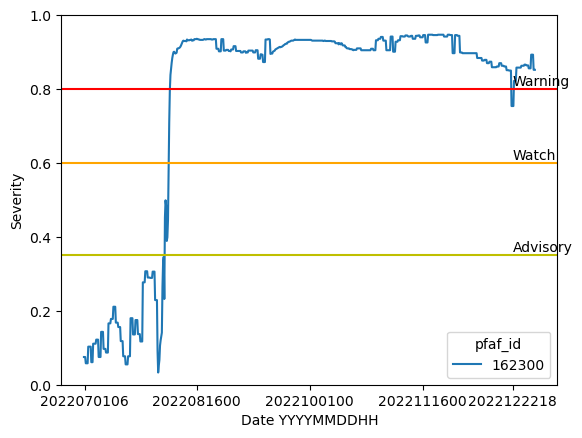 1.0
0.8
0.6
0.4
0.2
0.0
Severity
Warning
Watch
Advisory
pfaf_id
162300
2022070106
2022081600
2022100100
2022111600
2022122218
Date YYYYMMDDHH